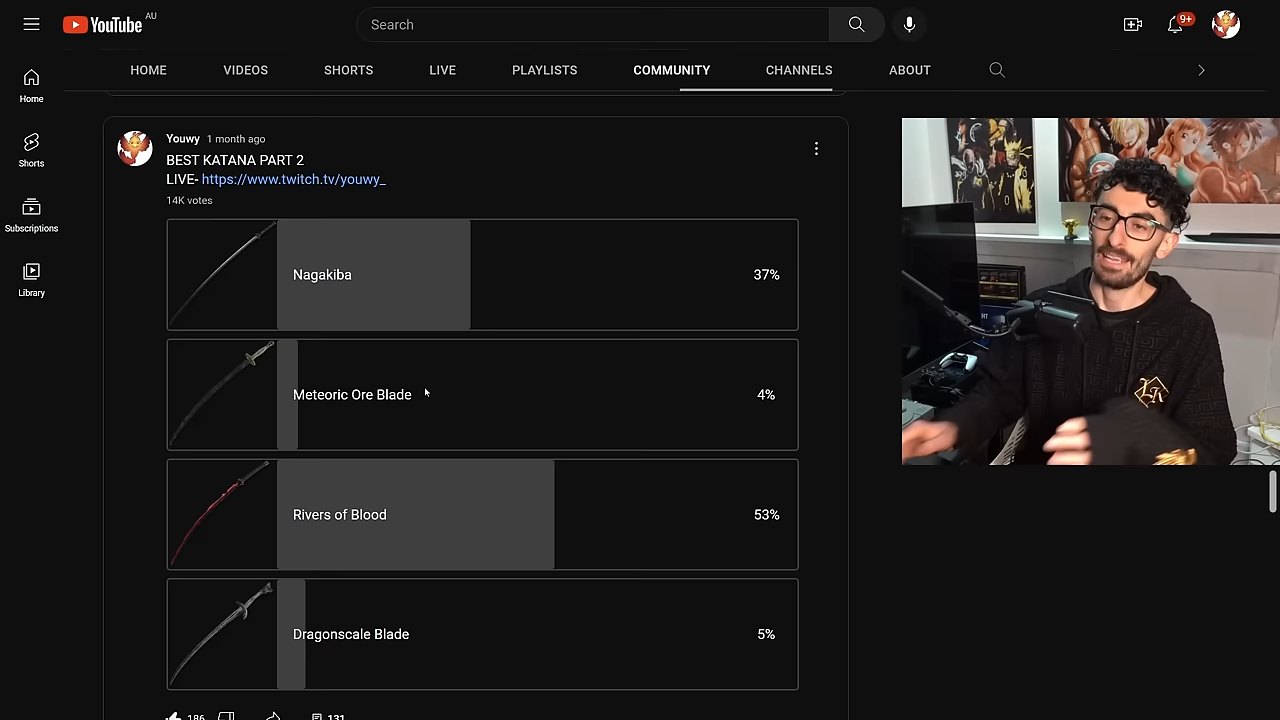 YouTube AU
Search
9+
HOME VIDEOS SHORTS LIVE PLAYLISTS COMMUNITY CHANNELS ABOUT
Home
Shorts
Subscriptions
Library
Youwy 1 month ago
BEST KATANA PART 2
LIVE- https://www.twitch.tv/youwy_
14K votes
Nagakiba 37%
Meteoric Ore Blade 4%
Rivers of Blood 53%
Dragonscale Blade 5%
186 131